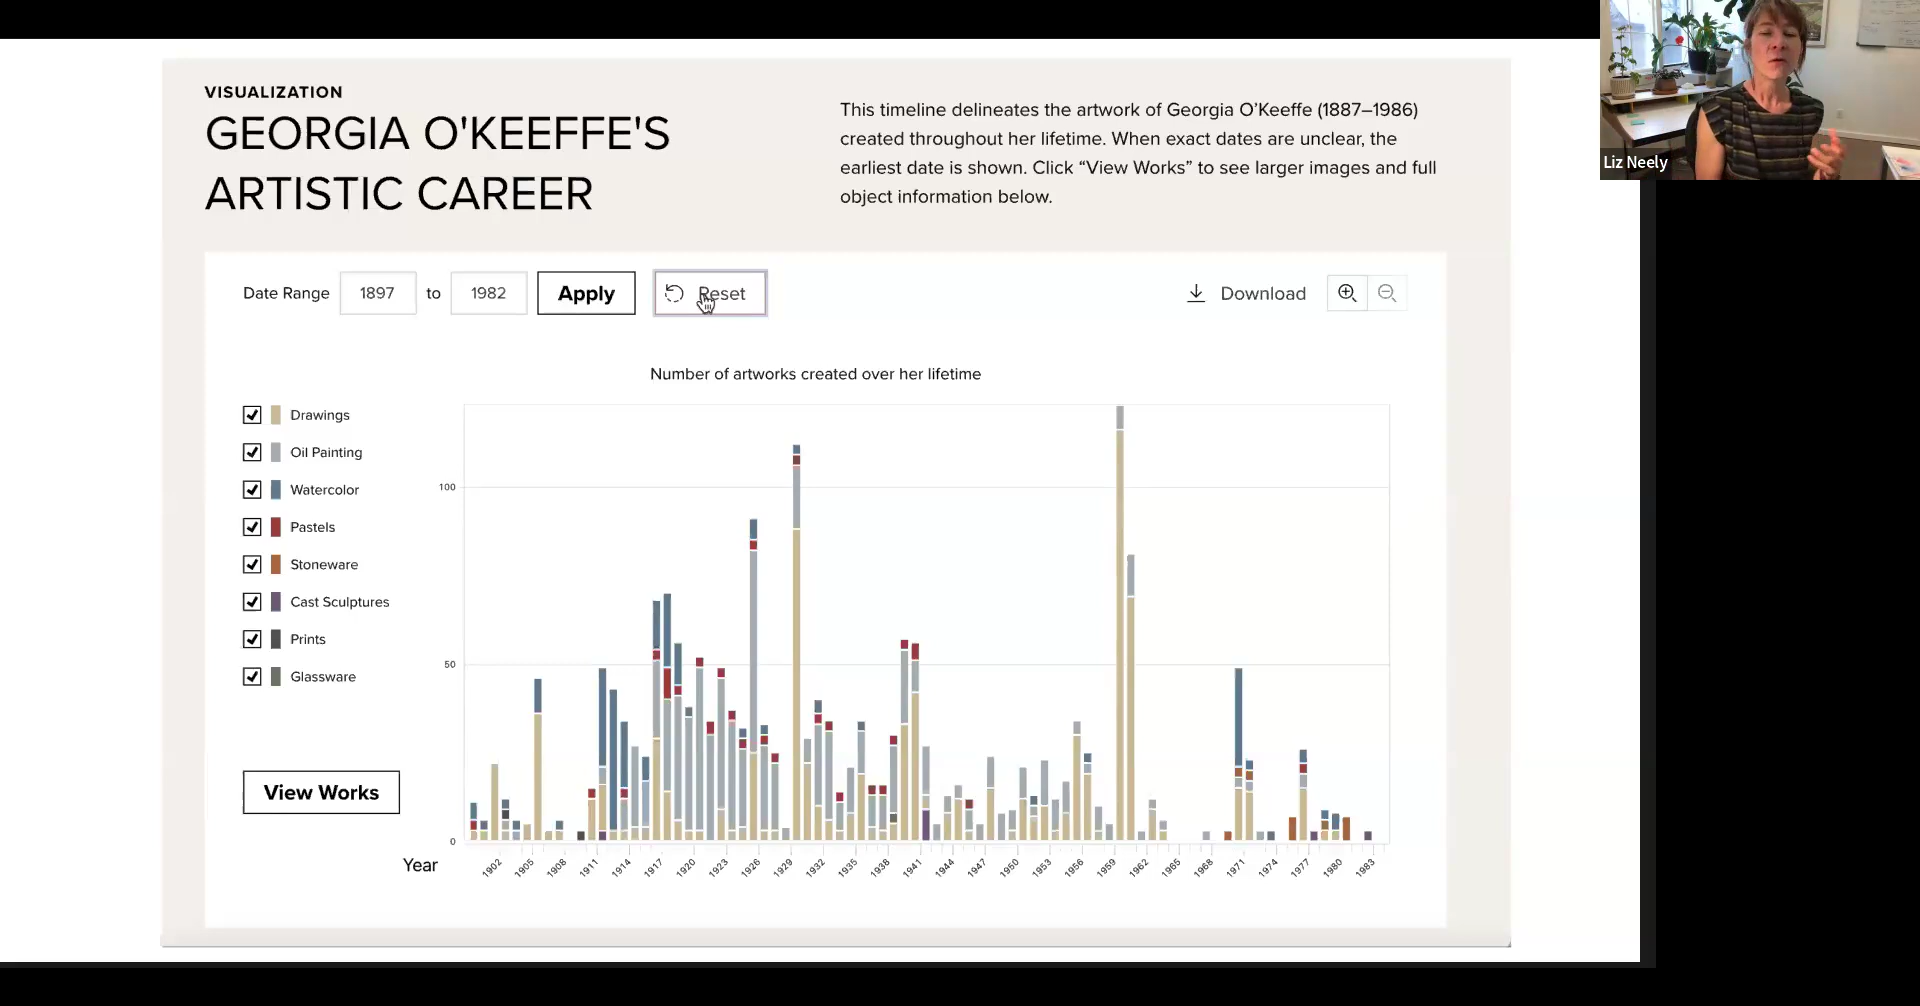 VISUALIZATION
GEORGIA O'KEEFFE'S
ARTISTIC CAREER
This timeline delineates the artwork of Georgia O’Keeffe (1887–1986)
created throughout her lifetime. When exact dates are unclear, the
earliest date is shown. Click “View Works” to see larger images and full
object information below.
Liz Neely
Date Range 1897 to 1982 Apply Reset Download
Number of artworks created over her lifetime
Drawings
Oil Painting
Watercolor
Pastels
Stoneware
Cast Sculptures
Prints
Glassware
View Works
100
50
0
Year
1902 1905 1908 1911 1914 1917 1920 1923 1926 1929 1932 1935 1938 1941 1944 1947 1950 1953 1956 1959 1962 1965 1968 1971 1974 1977 1980 1983